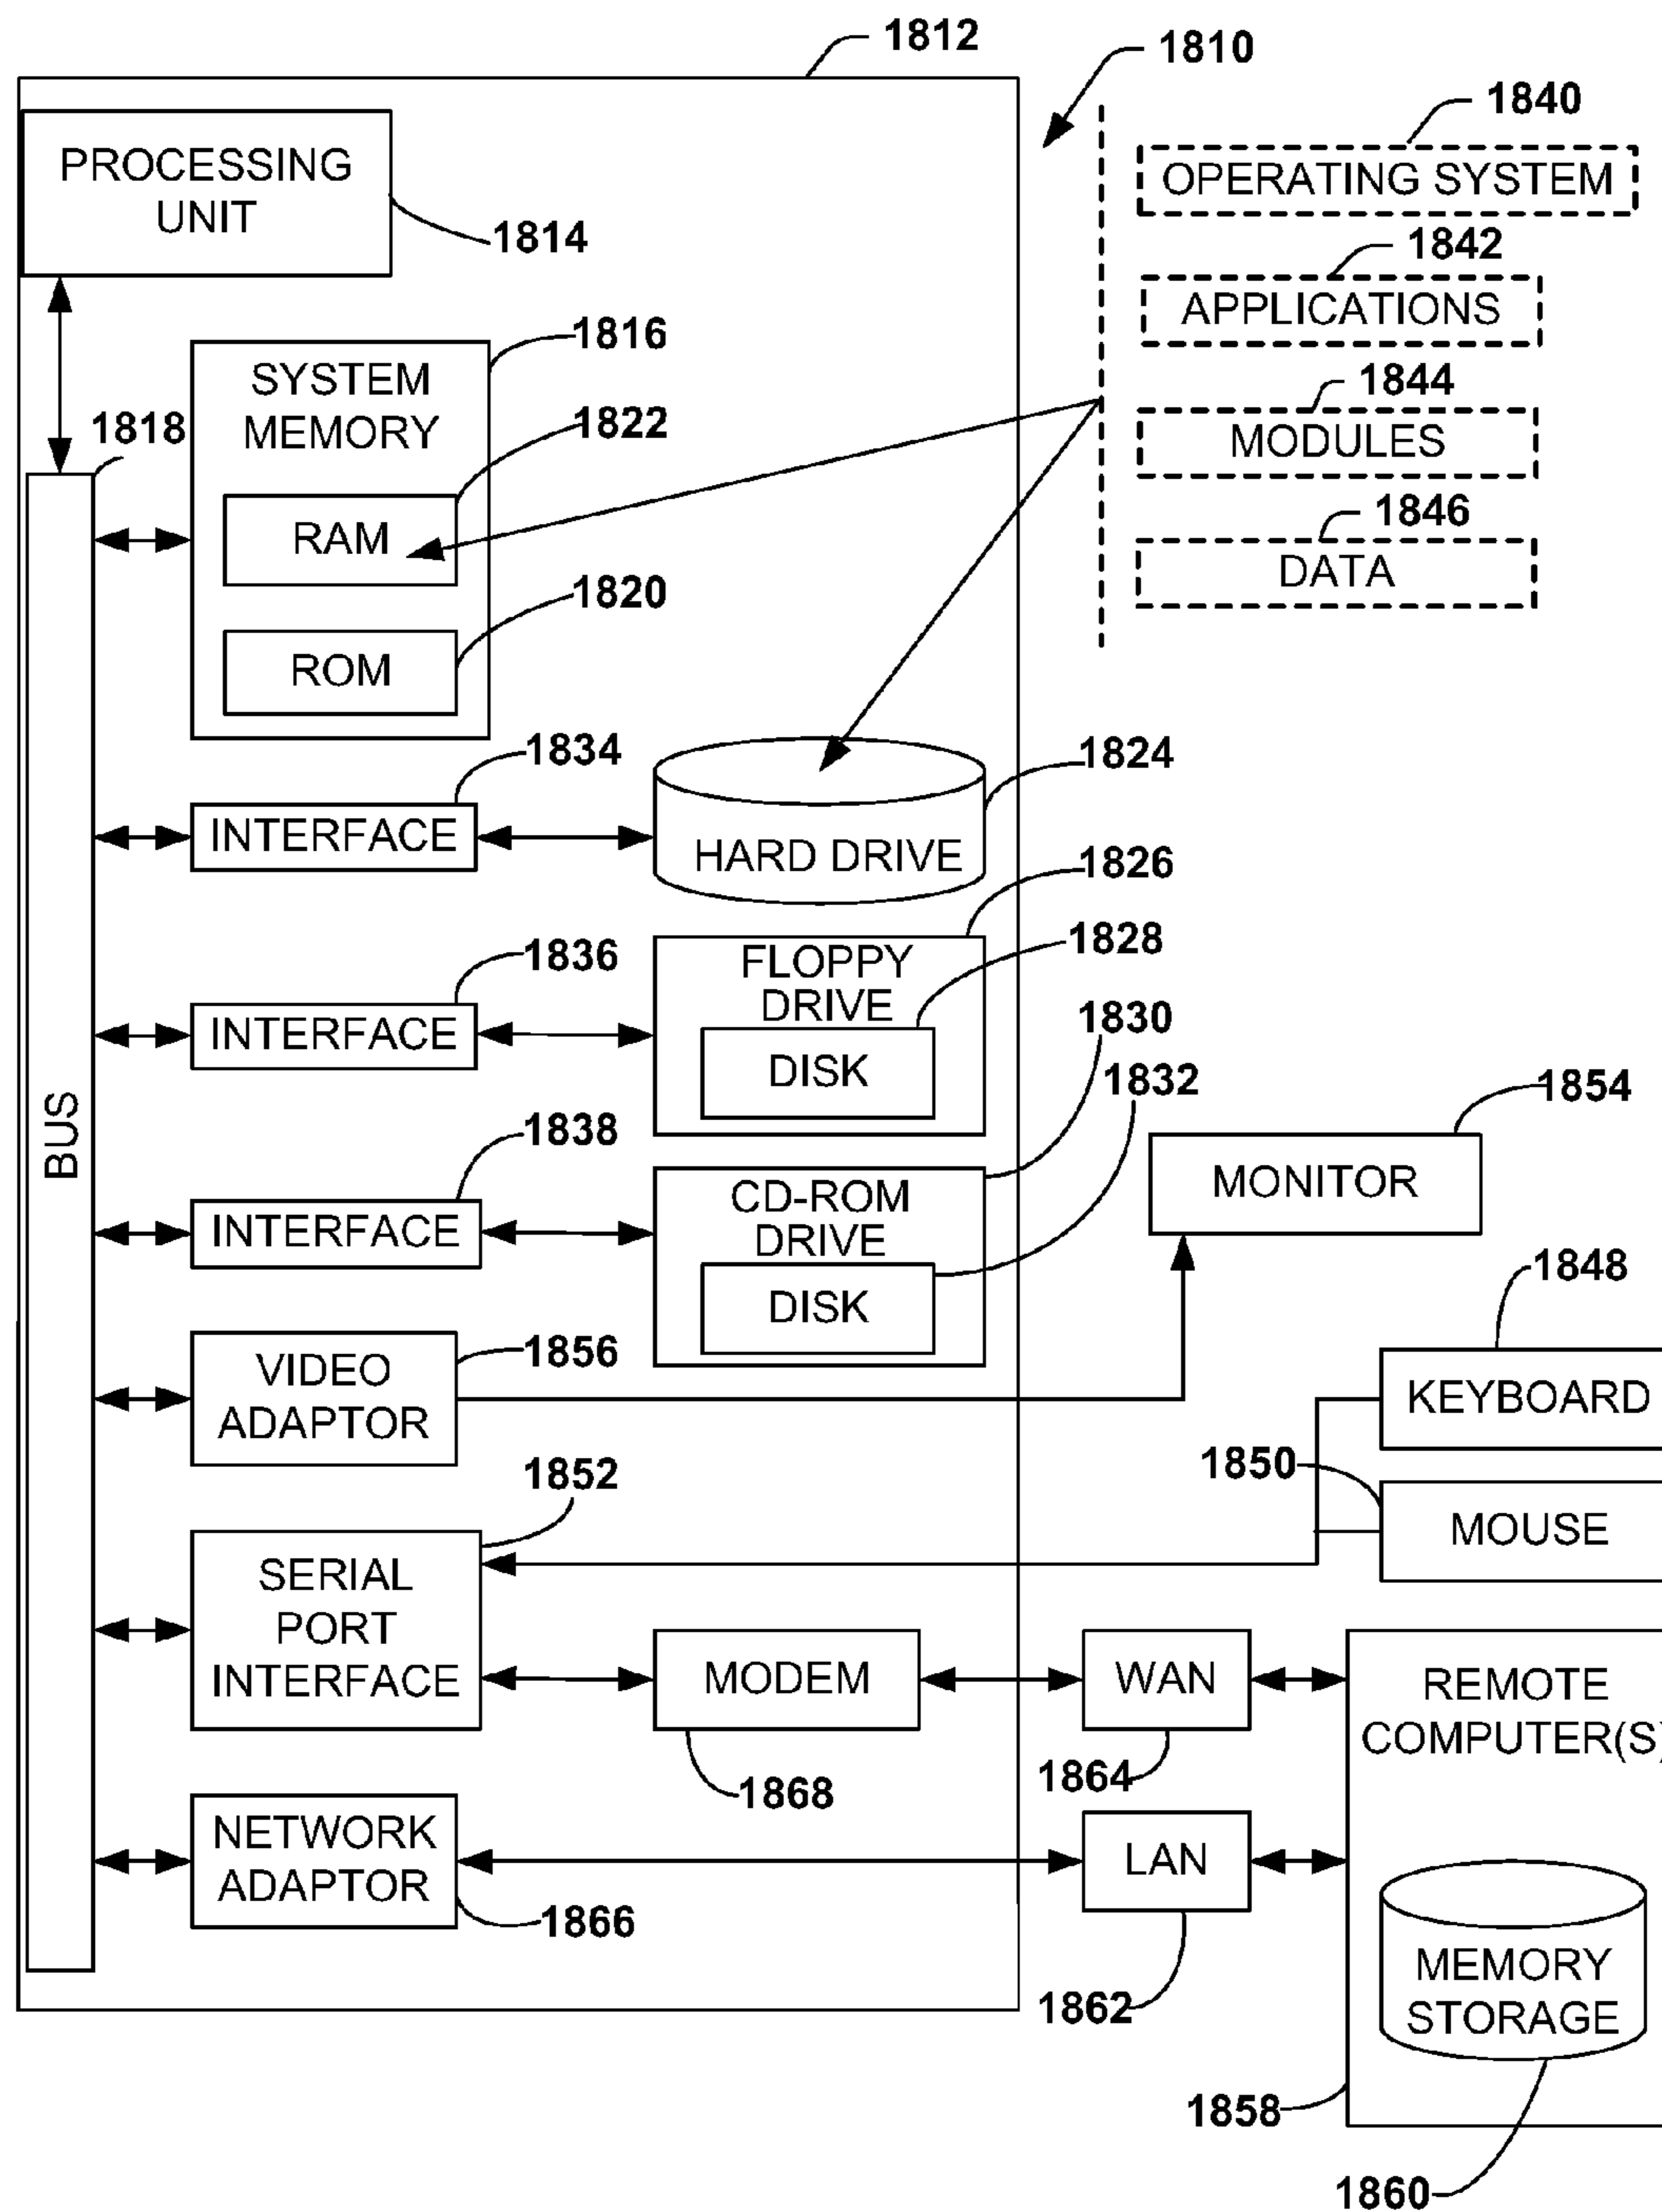 1812
1810
1840
PROCESSING
UNIT
OPERATING SYSTEM
1814
1842
APPLICATIONS
1816
SYSTEM
MEMORY
1844
1818
1822
MODULES
1846
RAM
DATA
1820
ROM
1834
1824
INTERFACE
HARD DRIVE
1826
1836
FLOPPY
DRIVE
1828
INTERFACE
1830
DISK
1832
1854
BUS
1838
MONITOR
CD-ROM
DRIVE
INTERFACE
1848
DISK
1856
VIDEO
ADAPTOR
KEYBOARD
1850
1852
MOUSE
SERIAL
PORT
INTERFACE
MODEM
WAN
REMOTE
COMPUTER(S)
1868
1864
NETWORK
ADAPTOR
LAN
1866
MEMORY
STORAGE
1862
1858
1860